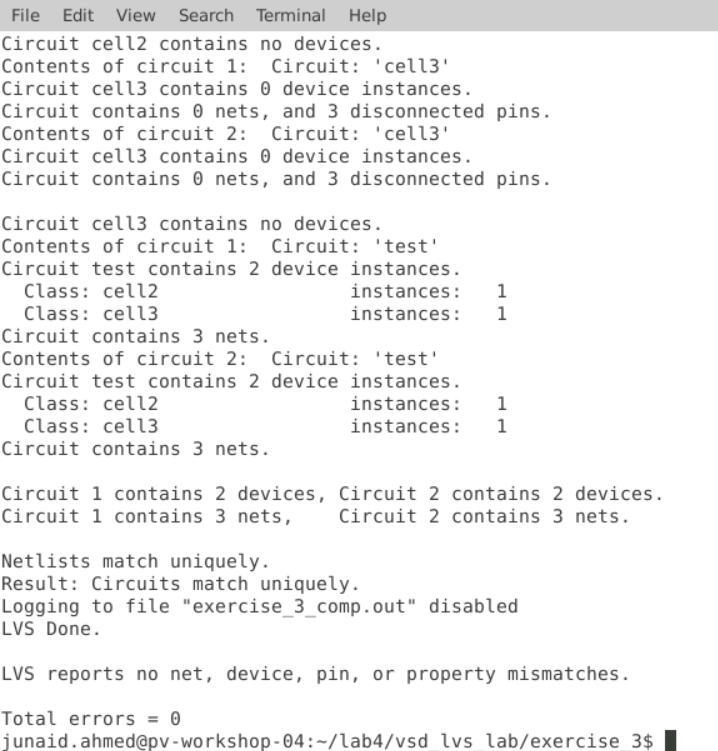 File Edit View Search Terminal Help
Circuit cell2 contains no devices.
Contents of circuit 1:  Circuit: 'cell3'
Circuit cell3 contains 0 device instances.
Circuit contains 0 nets, and 3 disconnected pins.
Contents of circuit 2:  Circuit: 'cell3'
Circuit cell3 contains 0 device instances.
Circuit contains 0 nets, and 3 disconnected pins.

Circuit cell3 contains no devices.
Contents of circuit 1:  Circuit: 'test'
Circuit test contains 2 device instances.
  Class: cell2                 instances:   1
  Class: cell3                 instances:   1
Circuit contains 3 nets.
Contents of circuit 2:  Circuit: 'test'
Circuit test contains 2 device instances.
  Class: cell2                 instances:   1
  Class: cell3                 instances:   1
Circuit contains 3 nets.

Circuit 1 contains 2 devices, Circuit 2 contains 2 devices.
Circuit 1 contains 3 nets,    Circuit 2 contains 3 nets.

Netlists match uniquely.
Result: Circuits match uniquely.
Logging to file "exercise_3_comp.out" disabled
LVS Done.

LVS reports no net, device, pin, or property mismatches.

Total errors = 0
junaid.ahmed@pv-workshop-04:~/lab4/vsd_lvs_lab/exercise_3$